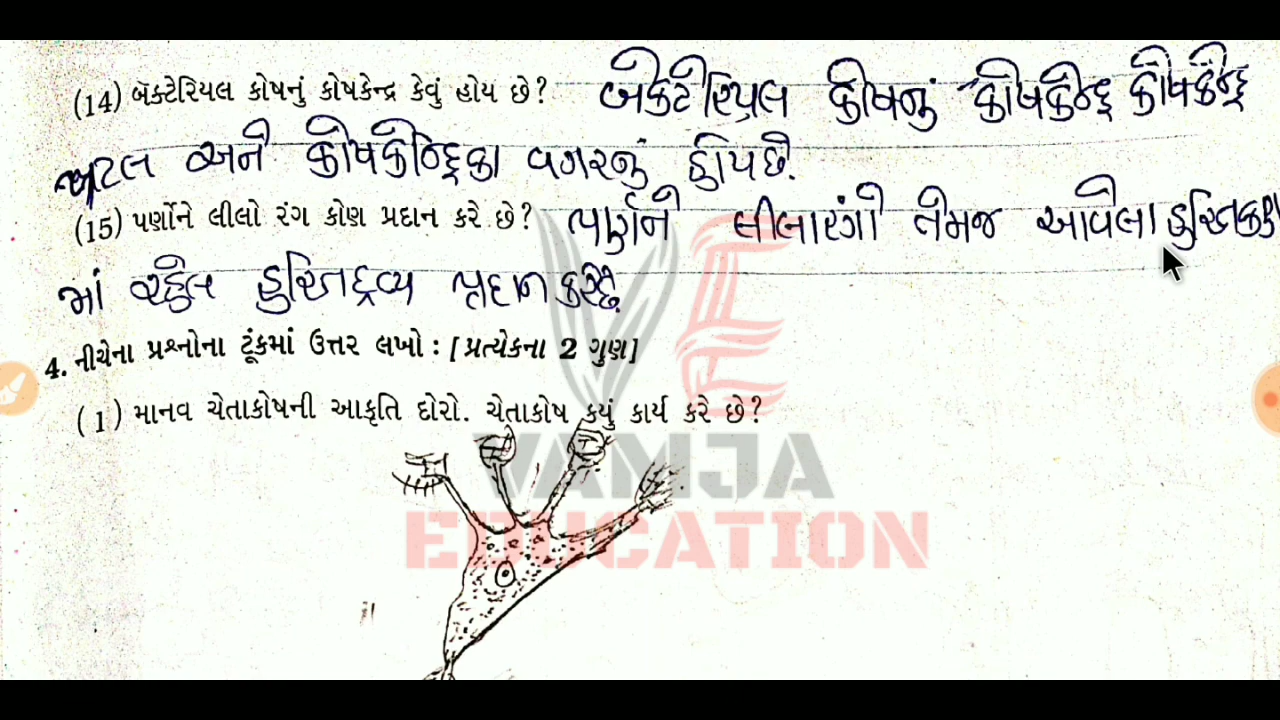 (14) બૅક્ટેરિયલ કોષનું કોષકેન્દ્ર કેવું હોય છે? બેક્ટેરિયલ કોષનું કોષકેન્દ્ર કોષકેન્દ્ર
પટલ અને કોષકેન્દ્રિકા વગરનું હોય છે.
(15) પર્ણોને લીલો રંગ કોણ પ્રદાન કરે છે? પર્ણને લીલારંગો તેમજ આવેલા હરિતકણ
માં રહેલ હરિતદ્રવ્ય પ્રદાન કરે છે.
4. નીચેના પ્રશ્નોના ટૂંકમાં ઉત્તર લખો : [પ્રત્યેકના 2 ગુણ]
(1) માનવ ચેતાકોષની આકૃતિ દોરો. ચેતાકોષ કયું કાર્ય કરે છે?
VAMJA
EDUCATION